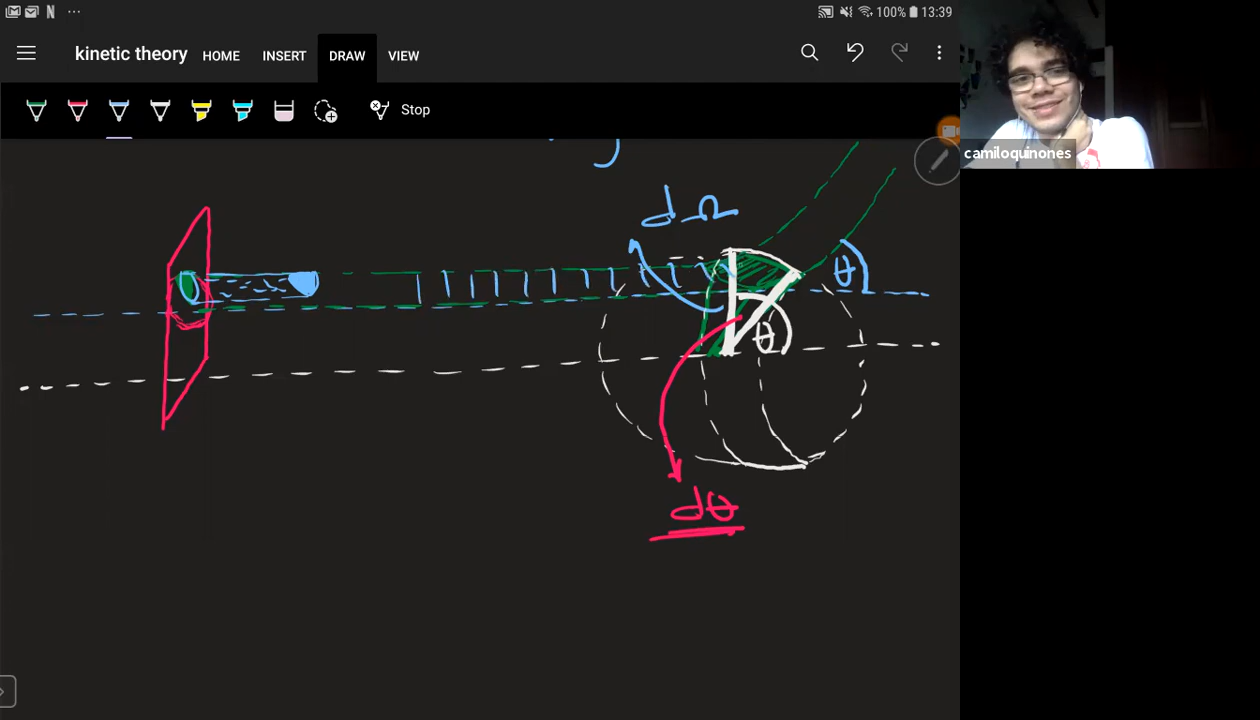 100% 13:39
kinetic theory HOME INSERT DRAW VIEW
Stop
camiloquinones
dΩ
θ
θ
dθ